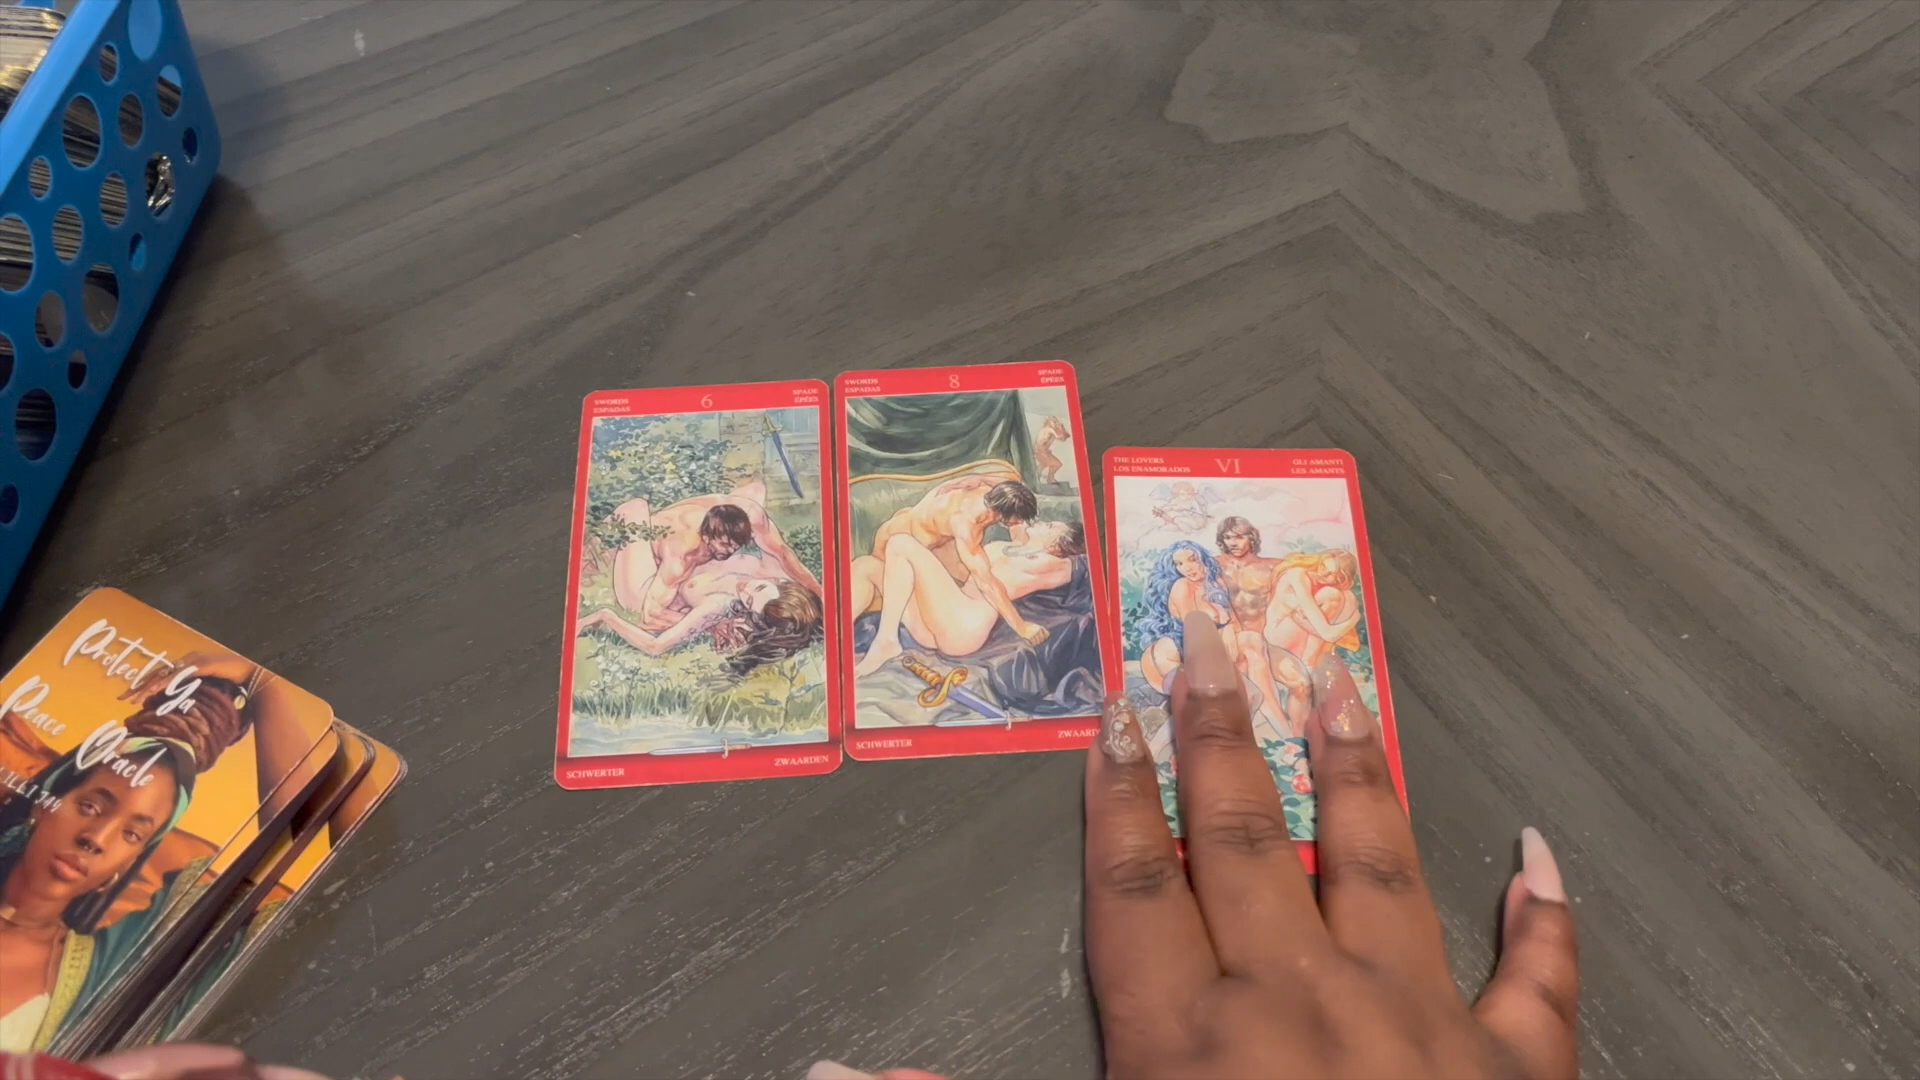 SWORDS
ESPADAS
6
SPADE
ÉPÉES
SCHWERTER
ZWAARDEN
SWORDS
ESPADAS
8
SPADE
ÉPÉES
SCHWERTER
THE LOVERS
LOS ENAMORADOS
VI
GLI AMANTI
LES AMANTS
Protect Ya
Peace
Oracle